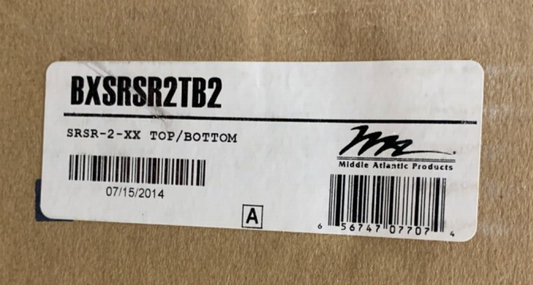 BXSRSR2TB2
SRSR-2-XX TOP/BOTTOM
Middle Atlantic Products
07/15/2014
A
6 56747 07707 4